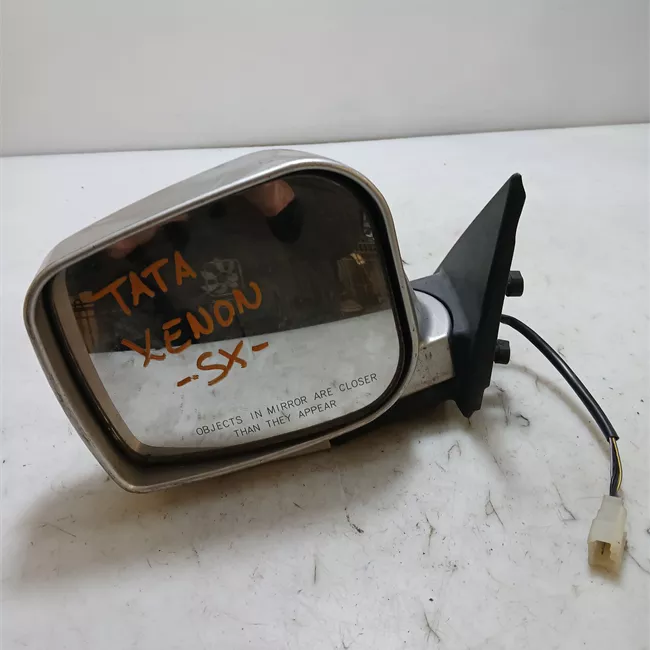 TATA
XENON
-SX-
OBJECTS IN MIRROR ARE CLOSER
THAN THEY APPEAR